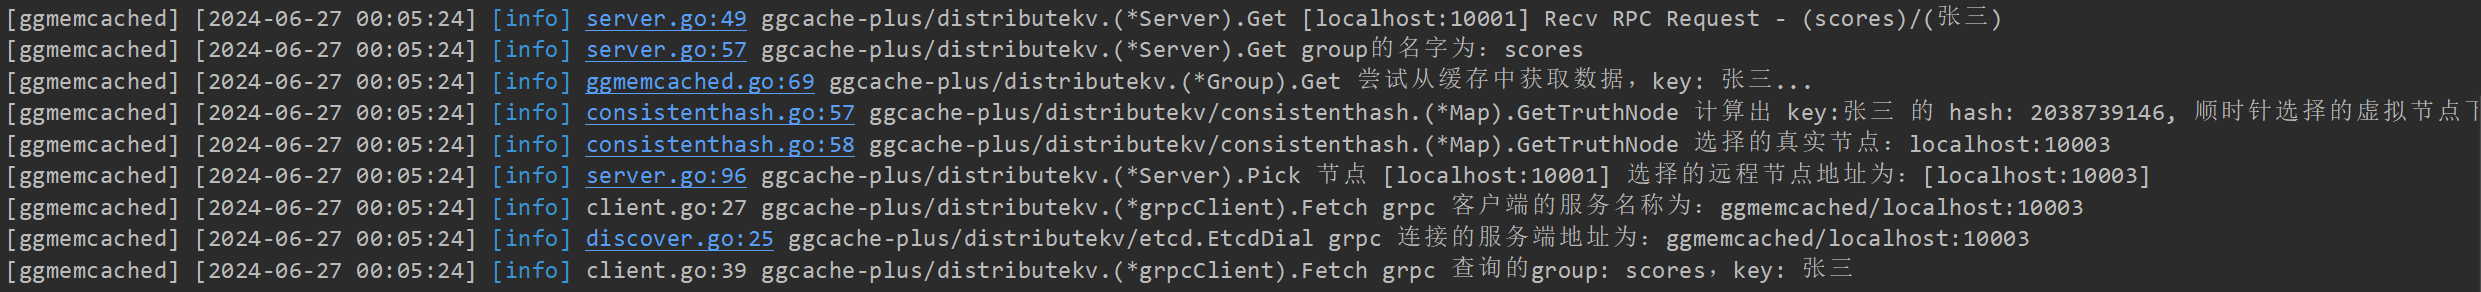 [ggmemcached] [2024-06-27 00:05:24] [info] server.go:49 ggcache-plus/distributekv.(*Server).Get [localhost:10001] Recv RPC Request - (scores)/(张三)
[ggmemcached] [2024-06-27 00:05:24] [info] server.go:57 ggcache-plus/distributekv.(*Server).Get group的名字为：scores
[ggmemcached] [2024-06-27 00:05:24] [info] ggmemcached.go:69 ggcache-plus/distributekv.(*Group).Get 尝试从缓存中获取数据，key: 张三...
[ggmemcached] [2024-06-27 00:05:24] [info] consistenthash.go:57 ggcache-plus/distributekv/consistenthash.(*Map).GetTruthNode 计算出 key:张三 的 hash: 2038739146, 顺时针选择的虚拟节点下
[ggmemcached] [2024-06-27 00:05:24] [info] consistenthash.go:58 ggcache-plus/distributekv/consistenthash.(*Map).GetTruthNode 选择的真实节点：localhost:10003
[ggmemcached] [2024-06-27 00:05:24] [info] server.go:96 ggcache-plus/distributekv.(*Server).Pick 节点 [localhost:10001] 选择的远程节点地址为：[localhost:10003]
[ggmemcached] [2024-06-27 00:05:24] [info] client.go:27 ggcache-plus/distributekv.(*grpcClient).Fetch grpc 客户端的服务名称为：ggmemcached/localhost:10003
[ggmemcached] [2024-06-27 00:05:24] [info] discover.go:25 ggcache-plus/distributekv/etcd.EtcdDial grpc 连接的服务端地址为：ggmemcached/localhost:10003
[ggmemcached] [2024-06-27 00:05:24] [info] client.go:39 ggcache-plus/distributekv.(*grpcClient).Fetch grpc 查询的group: scores，key: 张三